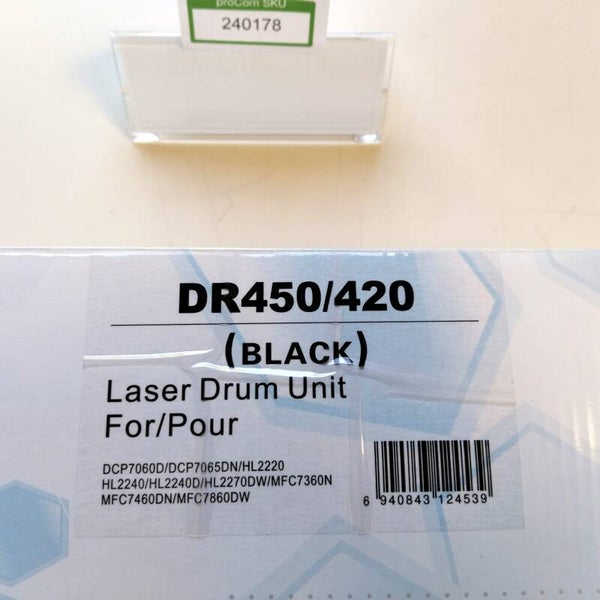 proCom SKU
240178
DR450/420
(BLACK)
Laser Drum Unit
For/Pour
DCP7060D/DCP7065DN/HL2220
HL2240/HL2240D/HL2270DW/MFC7360N
MFC7460DN/MFC7860DW
6 940843 124539